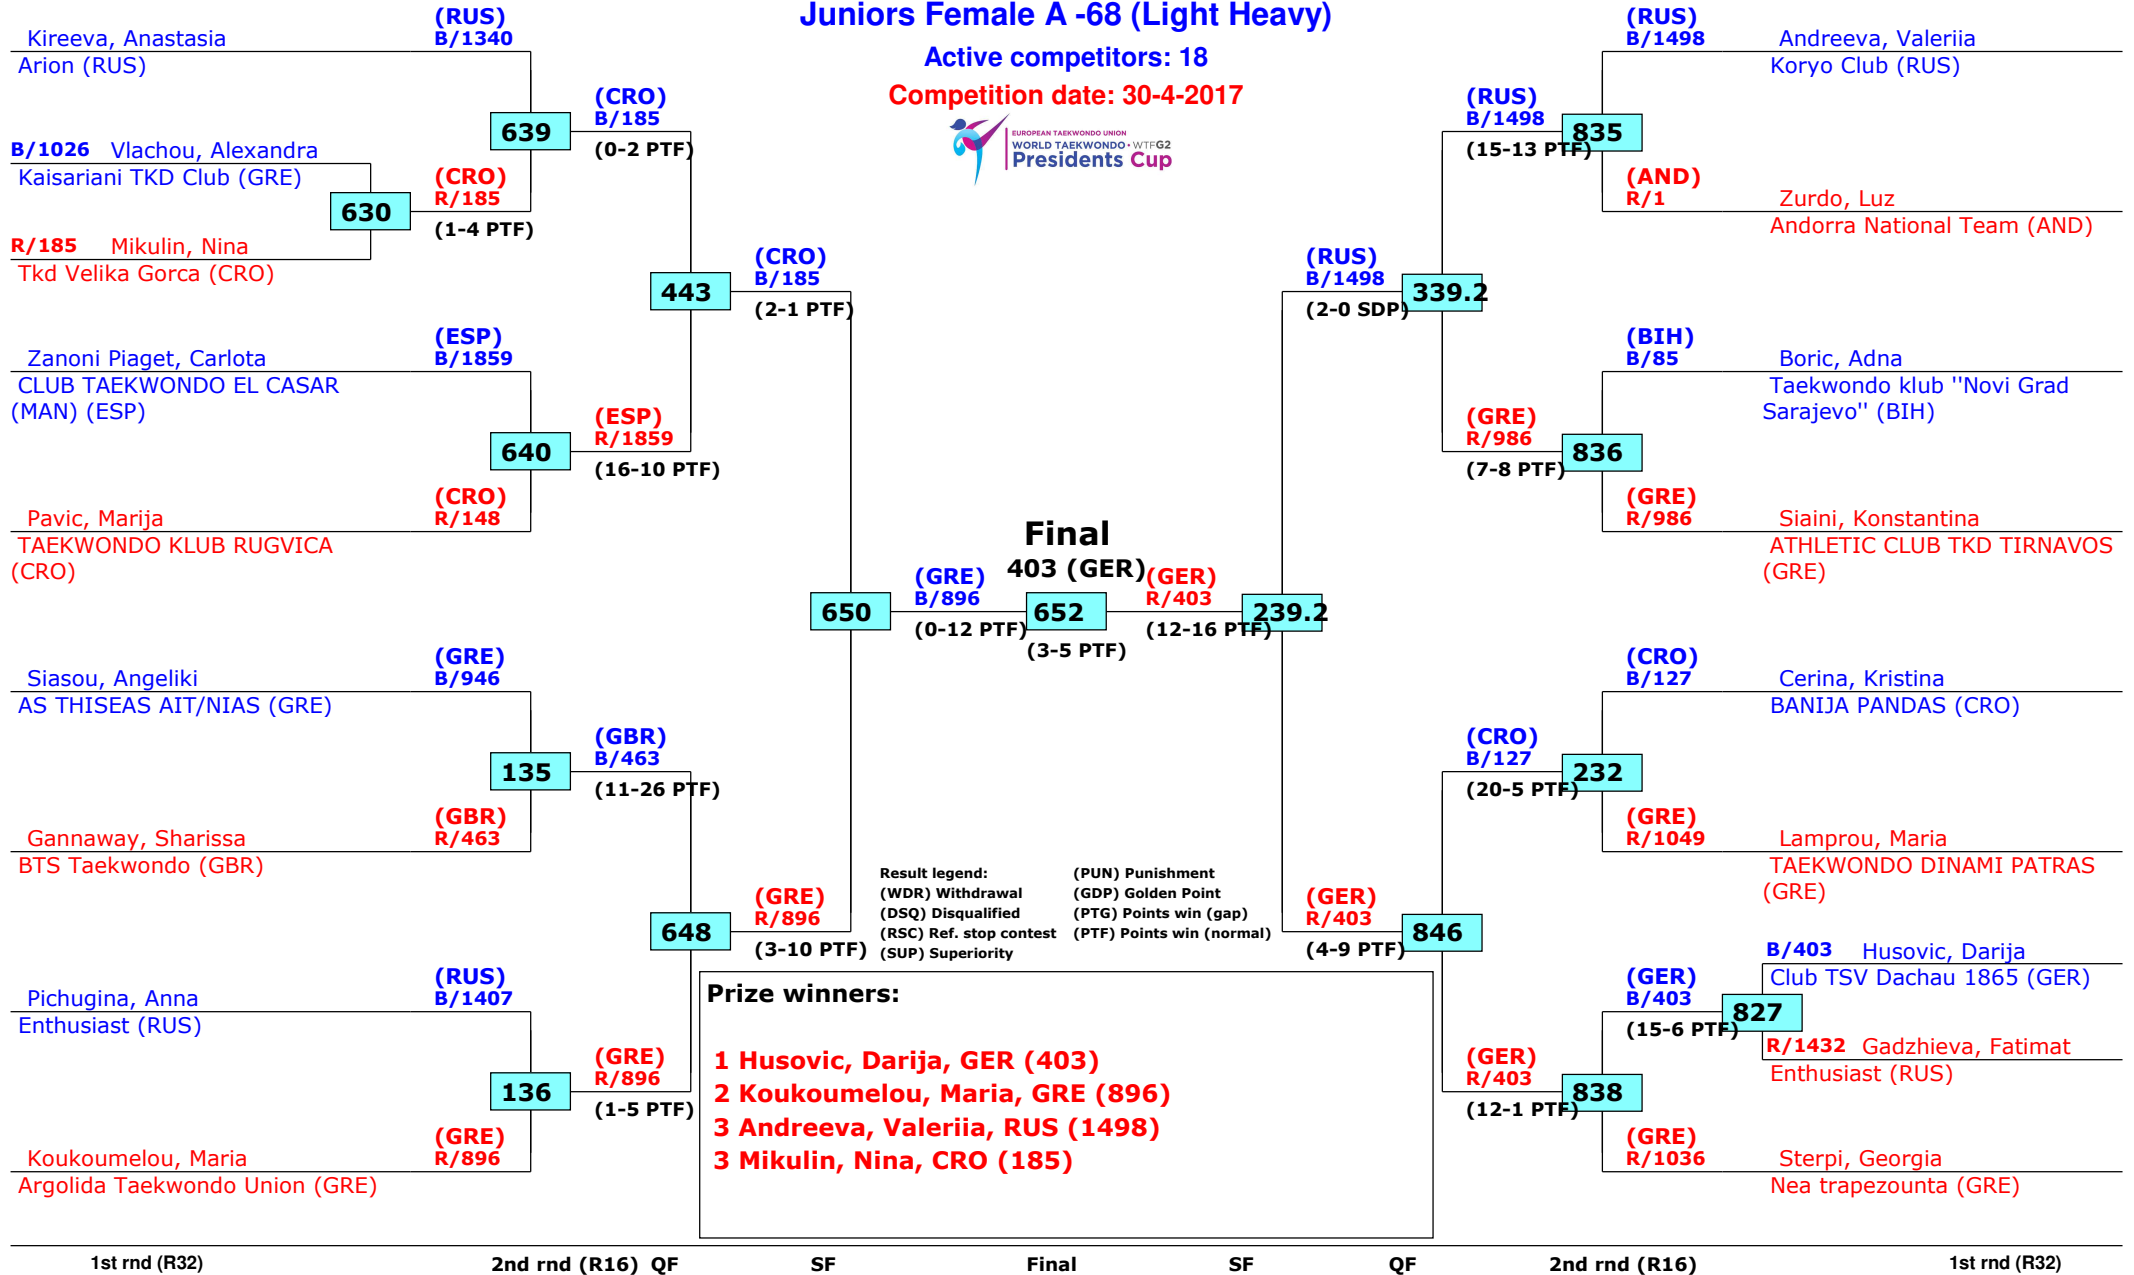 Juniors Female A -68 (Light Heavy)
Active competitors: 18
Competition date: 30-4-2017
EUROPEAN TAEKWONDO UNION
WORLD TAEKWONDO • WTFG2
Presidents Cup
Kireeva, Anastasia
Arion (RUS)
(RUS)
B/1340
B/1026 Vlachou, Alexandra
Kaisariani TKD Club (GRE)
630
R/185 Mikulin, Nina
Tkd Velika Gorca (CRO)
(CRO)
R/185
(1-4 PTF)
639
(CRO)
B/185
(0-2 PTF)
Zanoni Piaget, Carlota
CLUB TAEKWONDO EL CASAR
(MAN) (ESP)
(ESP)
B/1859
640
Pavic, Marija
TAEKWONDO KLUB RUGVICA
(CRO)
(CRO)
R/148
(ESP)
R/1859
(16-10 PTF)
443
(CRO)
B/185
(2-1 PTF)
Siasou, Angeliki
AS THISEAS AIT/NIAS (GRE)
(GRE)
B/946
135
Gannaway, Sharissa
BTS Taekwondo (GBR)
(GBR)
R/463
(GBR)
B/463
(11-26 PTF)
Pichugina, Anna
Enthusiast (RUS)
(RUS)
B/1407
136
Koukoumelou, Maria
Argolida Taekwondo Union (GRE)
(GRE)
R/896
(GRE)
R/896
(1-5 PTF)
648
(GRE)
R/896
(3-10 PTF)
650
(GRE)
B/896
(0-12 PTF)
Final
403 (GER)
652
(3-5 PTF)
(GER)
R/403
(12-16 PTF)
239.2
(RUS)
B/1498
(2-0 SDP)
339.2
(RUS)
B/1498
(15-13 PTF)
835
(RUS)
B/1498
Andreeva, Valeriia
Koryo Club (RUS)
(AND)
R/1
Zurdo, Luz
Andorra National Team (AND)
(GRE)
R/986
(7-8 PTF)
836
(BIH)
B/85
Boric, Adna
Taekwondo klub ''Novi Grad
Sarajevo'' (BIH)
(GRE)
R/986
Siaini, Konstantina
ATHLETIC CLUB TKD TIRNAVOS
(GRE)
(GER)
R/403
(4-9 PTF)
846
(CRO)
B/127
(20-5 PTF)
232
(CRO)
B/127
Cerina, Kristina
BANIJA PANDAS (CRO)
(GRE)
R/1049
Lamprou, Maria
TAEKWONDO DINAMI PATRAS
(GRE)
(GER)
R/403
(12-1 PTF)
838
(GER)
B/403
(15-6 PTF)
827
B/403 Husovic, Darija
Club TSV Dachau 1865 (GER)
R/1432 Gadzhieva, Fatimat
Enthusiast (RUS)
(GRE)
R/1036
Sterpi, Georgia
Nea trapezounta (GRE)
Result legend:
(WDR) Withdrawal
(DSQ) Disqualified
(RSC) Ref. stop contest
(SUP) Superiority
(PUN) Punishment
(GDP) Golden Point
(PTG) Points win (gap)
(PTF) Points win (normal)
Prize winners:
1 Husovic, Darija, GER (403)
2 Koukoumelou, Maria, GRE (896)
3 Andreeva, Valeriia, RUS (1498)
3 Mikulin, Nina, CRO (185)
1st rnd (R32) 2nd rnd (R16) QF SF Final SF QF 2nd rnd (R16) 1st rnd (R32)